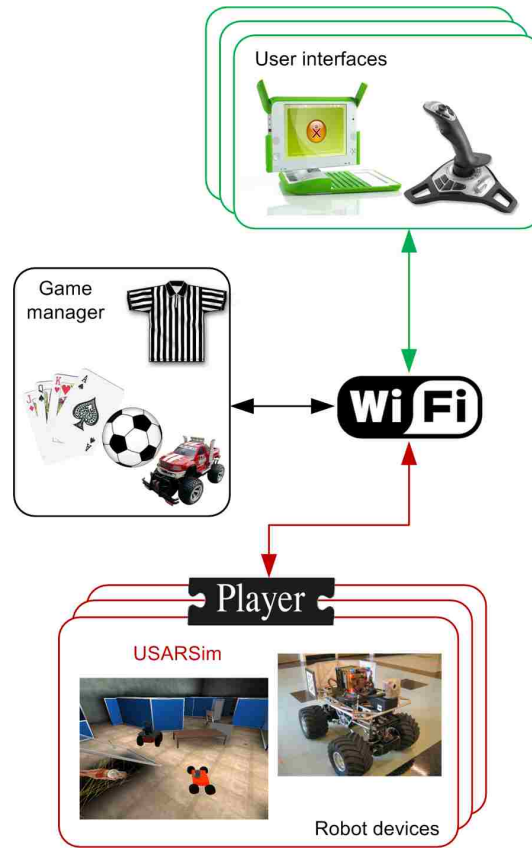 User interfaces
X
Game
manager
J
Q
K
A
A
Wi Fi
Player
USARSim
Robot devices